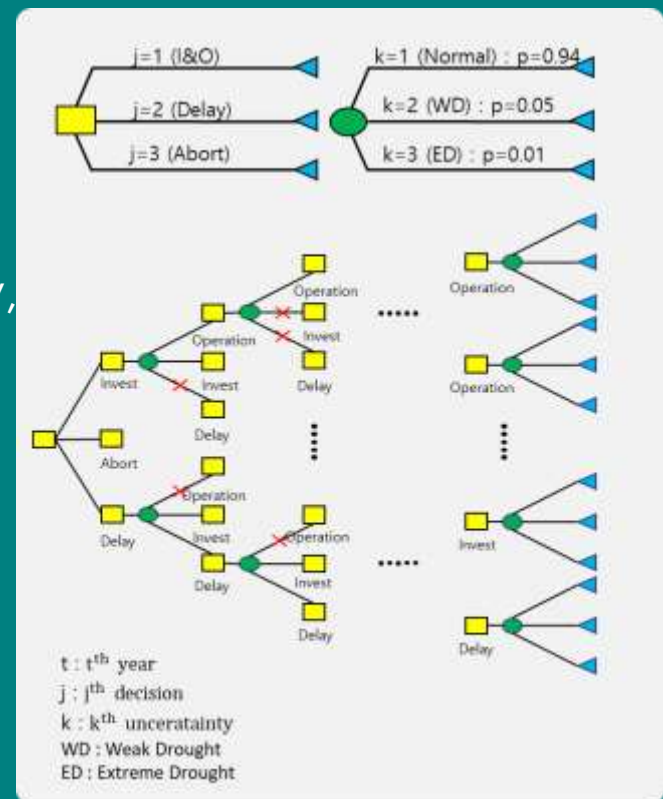 j=1 (I&O)
j=2 (Delay)
j=3 (Abort)
k=1 (Normal) : p=0.94
k=2 (WD) : p=0.05
k=3 (ED) : p=0.01
Operation
Operation
Operation
Invest
Invest
Invest
Delay
Operation
Delay
Abort
Operation
Delay
Invest
Operation
Invest
Delay
Invest
Delay
Delay
t : tth year
j : jth decision
k : kth unceratainty
WD : Weak Drought
ED : Extreme Drought